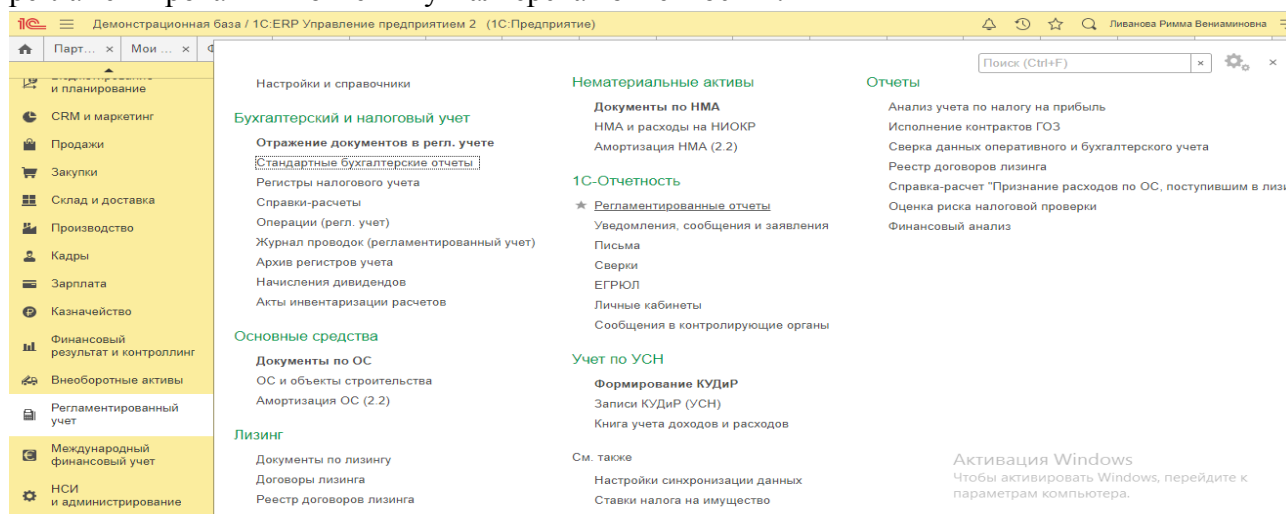 1С Демонстрационная база / 1С:ERP Управление предприятием 2 (1С:Предприятие) Ливанова Римма Вениаминовна
Парт... × Мои ... ×
Поиск (Ctrl+F) ×
и планирование
CRM и маркетинг
Продажи
Закупки
Склад и доставка
Производство
Кадры
Зарплата
Казначейство
Финансовый
результат и контроллинг
Внеоборотные активы
Регламентированный
учет
Международный
финансовый учет
НСИ
и администрирование
Настройки и справочники
Бухгалтерский и налоговый учет
Отражение документов в регл. учете
Стандартные бухгалтерские отчеты
Регистры налогового учета
Справки-расчеты
Операции (регл. учет)
Журнал проводок (регламентированный учет)
Архив регистров учета
Начисления дивидендов
Акты инвентаризации расчетов
Основные средства
Документы по ОС
ОС и объекты строительства
Амортизация ОС (2.2)
Лизинг
Документы по лизингу
Договоры лизинга
Реестр договоров лизинга
Нематериальные активы
Документы по НМА
НМА и расходы на НИОКР
Амортизация НМА (2.2)
1С-Отчетность
Регламентированные отчеты
Уведомления, сообщения и заявления
Письма
Сверки
ЕГРЮЛ
Личные кабинеты
Сообщения в контролирующие органы
Учет по УСН
Формирование КУДиР
Записи КУДиР (УСН)
Книга учета доходов и расходов
См. также
Настройки синхронизации данных
Ставки налога на имущество
Отчеты
Анализ учета по налогу на прибыль
Исполнение контрактов ГОЗ
Сверка данных оперативного и бухгалтерского учета
Реестр договоров лизинга
Справка-расчет "Признание расходов по ОС, поступившим в лизи
Оценка риска налоговой проверки
Финансовый анализ
Активация Windows
Чтобы активировать Windows, перейдите к
параметрам компьютера.